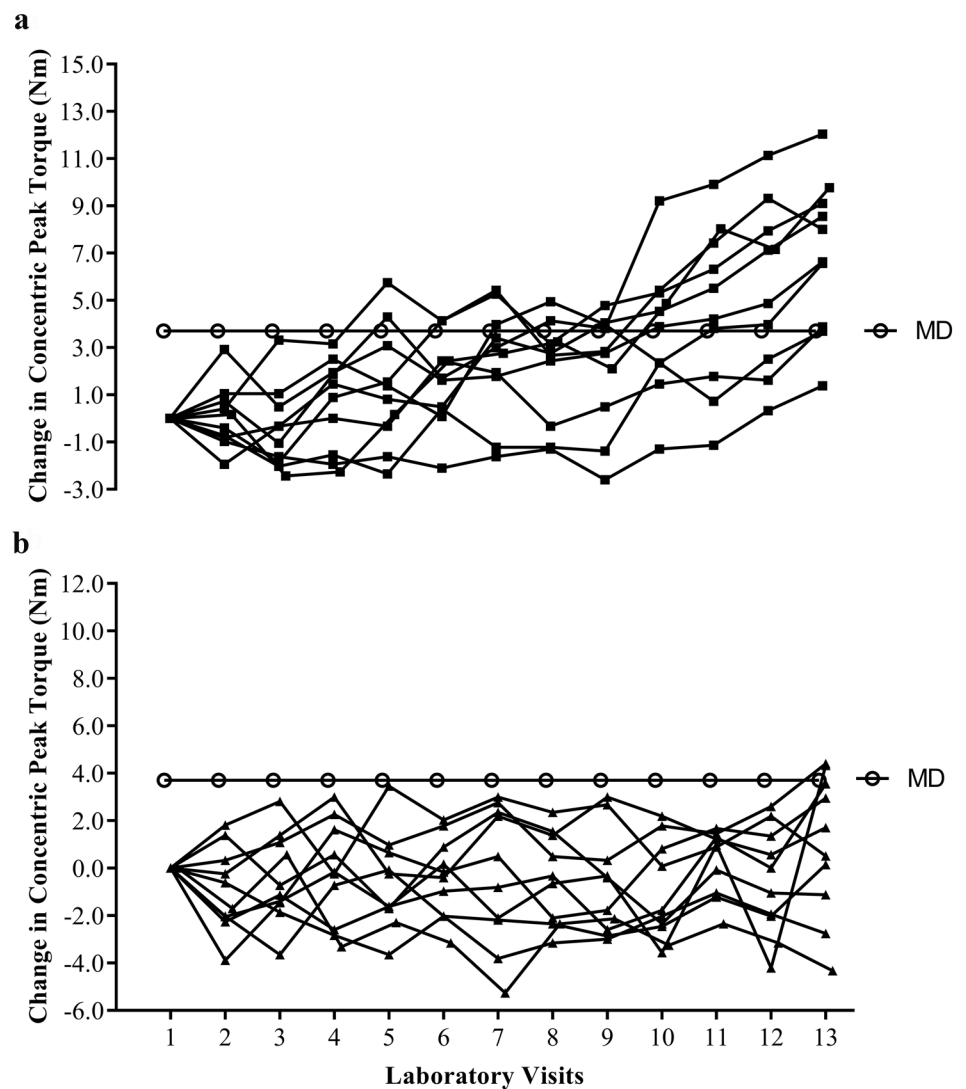 a
Change in Concentric Peak Torque (Nm)
15.0
13.0
11.0
9.0
7.0
5.0
3.0
1.0
-1.0
-3.0
MD
b
Change in Concentric Peak Torque (Nm)
12.0
10.0
8.0
6.0
4.0
2.0
0.0
-2.0
-4.0
-6.0
MD
1 2 3 4 5 6 7 8 9 10 11 12 13
Laboratory Visits